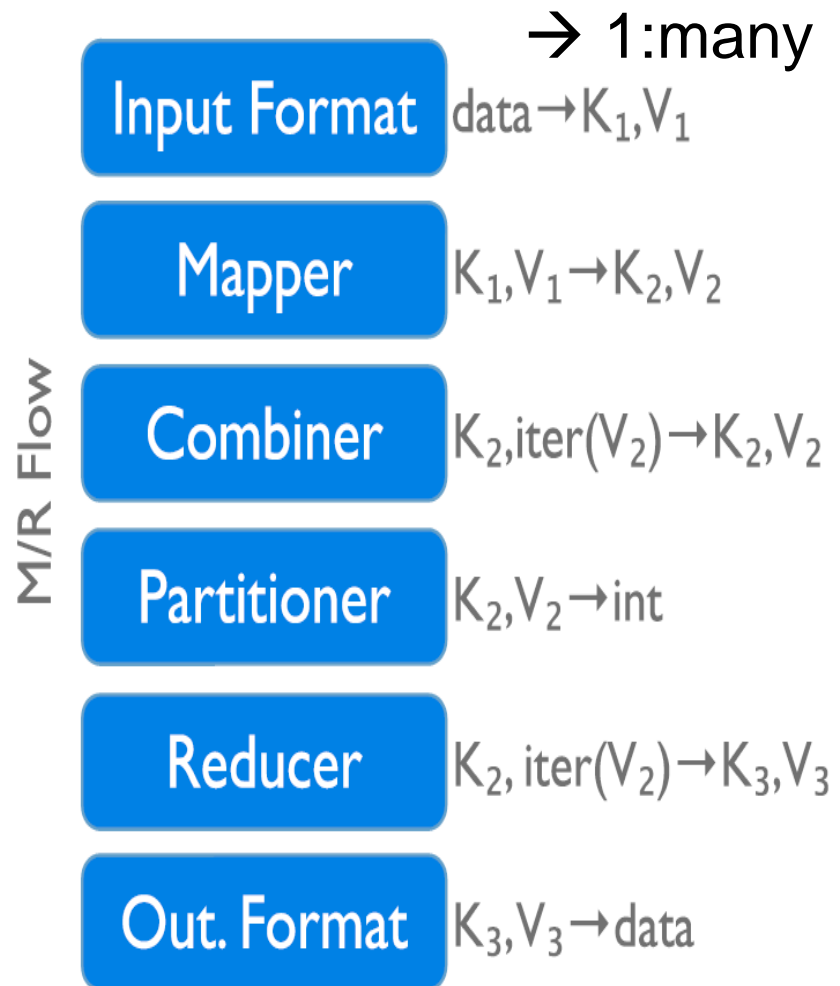 → 1:many
Input Format data→K₁,V₁
Mapper K₁,V₁→K₂,V₂
M/R Flow
Combiner K₂,iter(V₂)→K₂,V₂
Partitioner K₂,V₂→int
Reducer K₂, iter(V₂)→K₃,V₃
Out. Format K₃,V₃→data